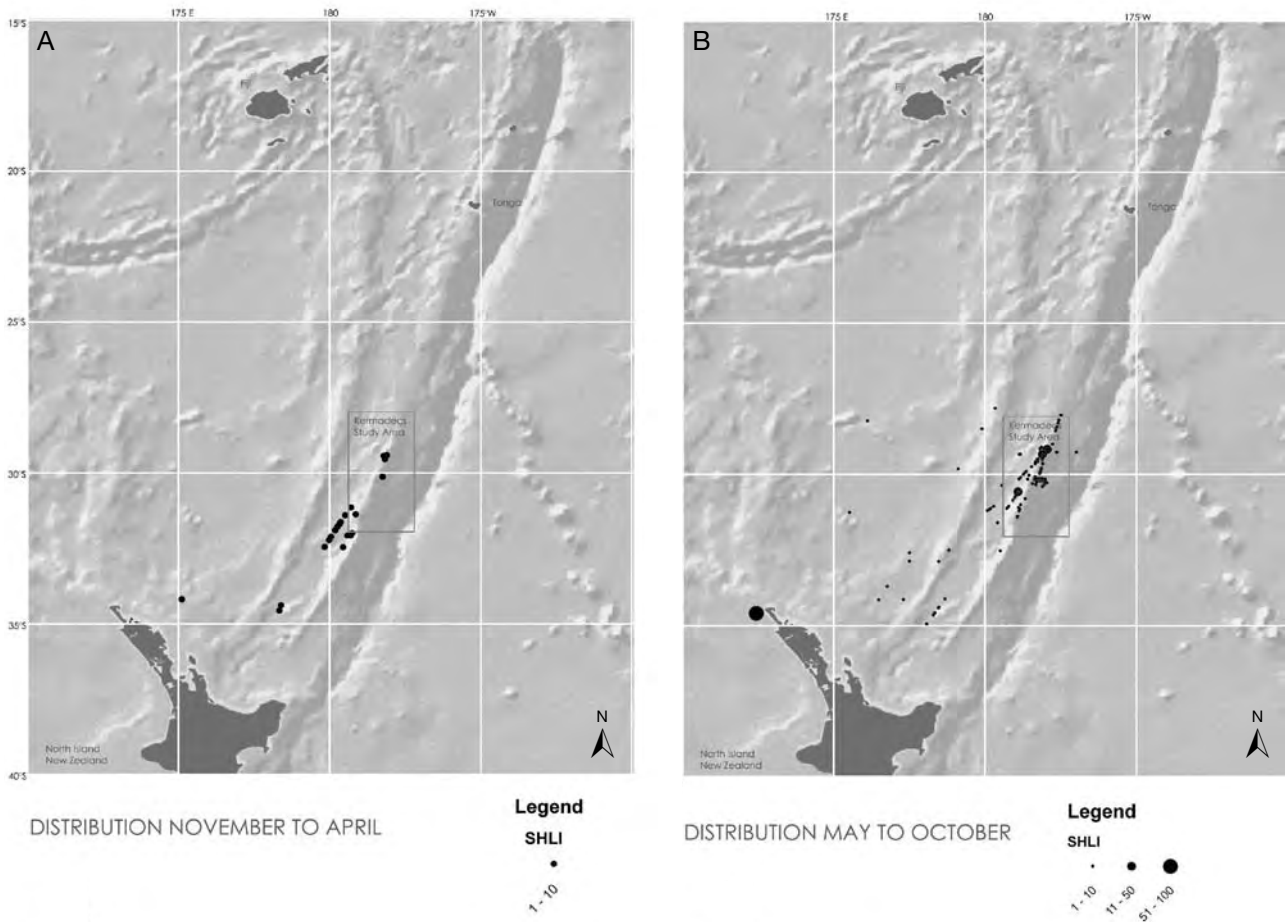 A
175 E
180
175°W
15°S
Fiji
20°S
Tonga
25°S
Kermadecs
Study Area
30°S
35°S
N
North Island
New Zealand
40°S
DISTRIBUTION NOVEMBER TO APRIL
Legend
SHLI
1 - 10
B
175 E
180
175°W
Fiji
Tonga
Kermadecs
Study Area
N
North Island
New Zealand
DISTRIBUTION MAY TO OCTOBER
Legend
SHLI
1 - 10
11 - 50
51 - 100